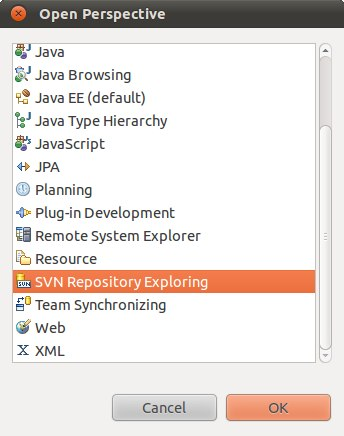 Open Perspective
Java
Java Browsing
Java EE (default)
Java Type Hierarchy
JavaScript
JPA
Planning
Plug-in Development
Remote System Explorer
Resource
SVN Repository Exploring
Team Synchronizing
Web
XML
Cancel
OK